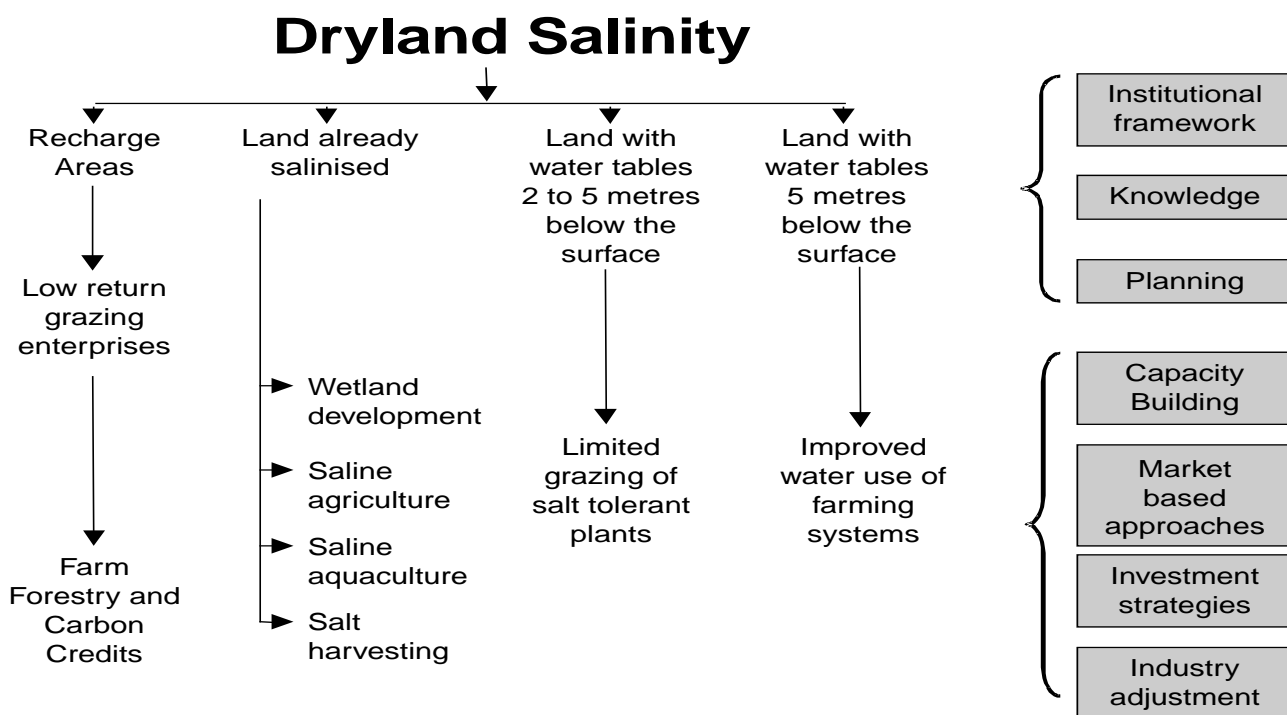 Dryland Salinity
Recharge
Areas
Low return
grazing
enterprises
Farm
Forestry and
Carbon
Credits
Land already
salinised
Wetland
development
Saline
agriculture
Saline
aquaculture
Salt
harvesting
Land with
water tables
2 to 5 metres
below the
surface
Limited
grazing of
salt tolerant
plants
Land with
water tables
5 metres
below the
surface
Improved
water use of
farming
systems
Institutional
framework
Knowledge
Planning
Capacity
Building
Market
based
approaches
Investment
strategies
Industry
adjustment